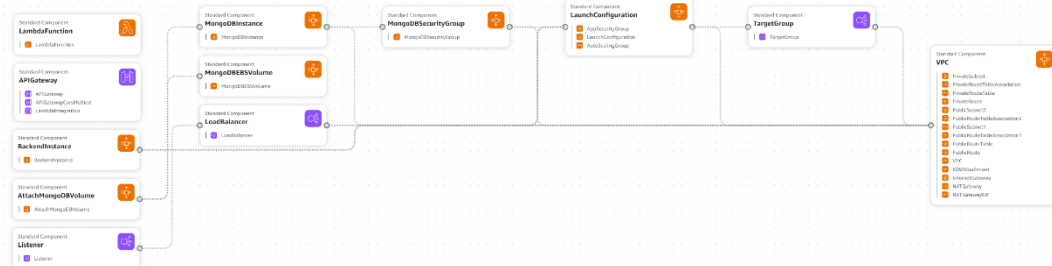 Standard Component
LambdaFunction
LambdaFunction
Standard Component
APIGateway
APIGateway
APIGatewayCorsMethod
LambdaIntegration
Standard Component
BackendInstance
BackendInstance
Standard Component
AttachMongoDBVolume
AttachMongoDBVolume
Standard Component
Listener
Listener
Standard Component
MongoDBInstance
MongoDBInstance
Standard Component
MongoDBEBSVolume
MongoDBEBSVolume
Standard Component
LoadBalancer
LoadBalancer
Standard Component
MongoDBSecurityGroup
MongoDBSecurityGroup
Standard Component
LaunchConfiguration
AppSecurityGroup
LaunchConfiguration
AutoScalingGroup
Standard Component
TargetGroup
TargetGroup
Standard Component
VPC
PrivateSubnet
PrivateRouteTableAssociation
PrivateRouteTable
PrivateRoute
PublicSubnet2
PublicRouteTableAssociation2
PublicSubnet1
PublicRouteTableAssociation1
PublicRouteTable
PublicRoute
VPC
InternetGateway
NATGateway
NATGatewayEIP